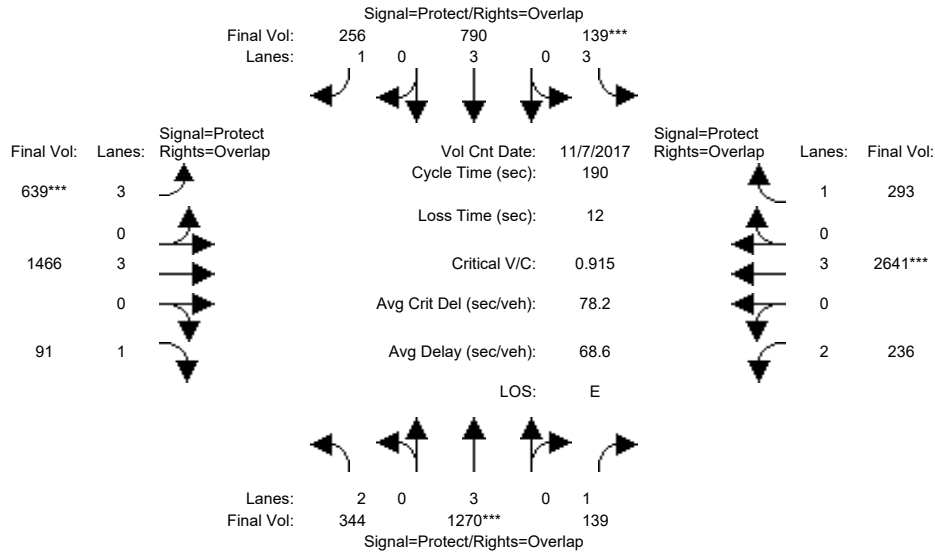 Signal=Protect/Rights=Overlap
Final Vol: 256 790 139***
Lanes: 1 0 3 0 3
Signal=Protect Signal=Protect
Final Vol: Lanes: Rights=Overlap Vol Cnt Date: 11/7/2017 Rights=Overlap Lanes: Final Vol:
Cycle Time (sec): 190
639*** 3 1 293
Loss Time (sec): 12
0 0
1466 3 Critical V/C: 0.915 3 2641***
0 Avg Crit Del (sec/veh): 78.2 0
91 1 Avg Delay (sec/veh): 68.6 2 236
LOS: E
Lanes: 2 0 3 0 1
Final Vol: 344 1270*** 139
Signal=Protect/Rights=Overlap